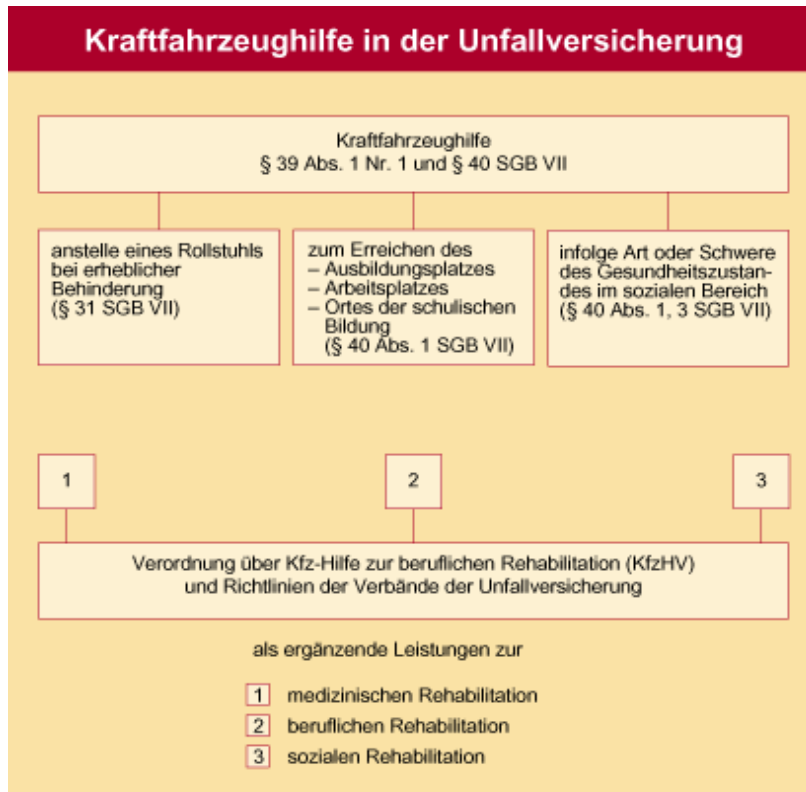 Kraftfahrzeughilfe in der Unfallversicherung
Kraftfahrzeughilfe
§ 39 Abs. 1 Nr. 1 und § 40 SGB VII
anstelle eines Rollstuhls
bei erheblicher
Behinderung
(§ 31 SGB VII)
zum Erreichen des
– Ausbildungsplatzes
– Arbeitsplatzes
– Ortes der schulischen
Bildung
(§ 40 Abs. 1 SGB VII)
infolge Art oder Schwere
des Gesundheitszustan-
des im sozialen Bereich
(§ 40 Abs. 1, 3 SGB VII)
1
2
3
Verordnung über Kfz-Hilfe zur beruflichen Rehabilitation (KfzHV)
und Richtlinien der Verbände der Unfallversicherung
als ergänzende Leistungen zur
1 medizinischen Rehabilitation
2 beruflichen Rehabilitation
3 sozialen Rehabilitation